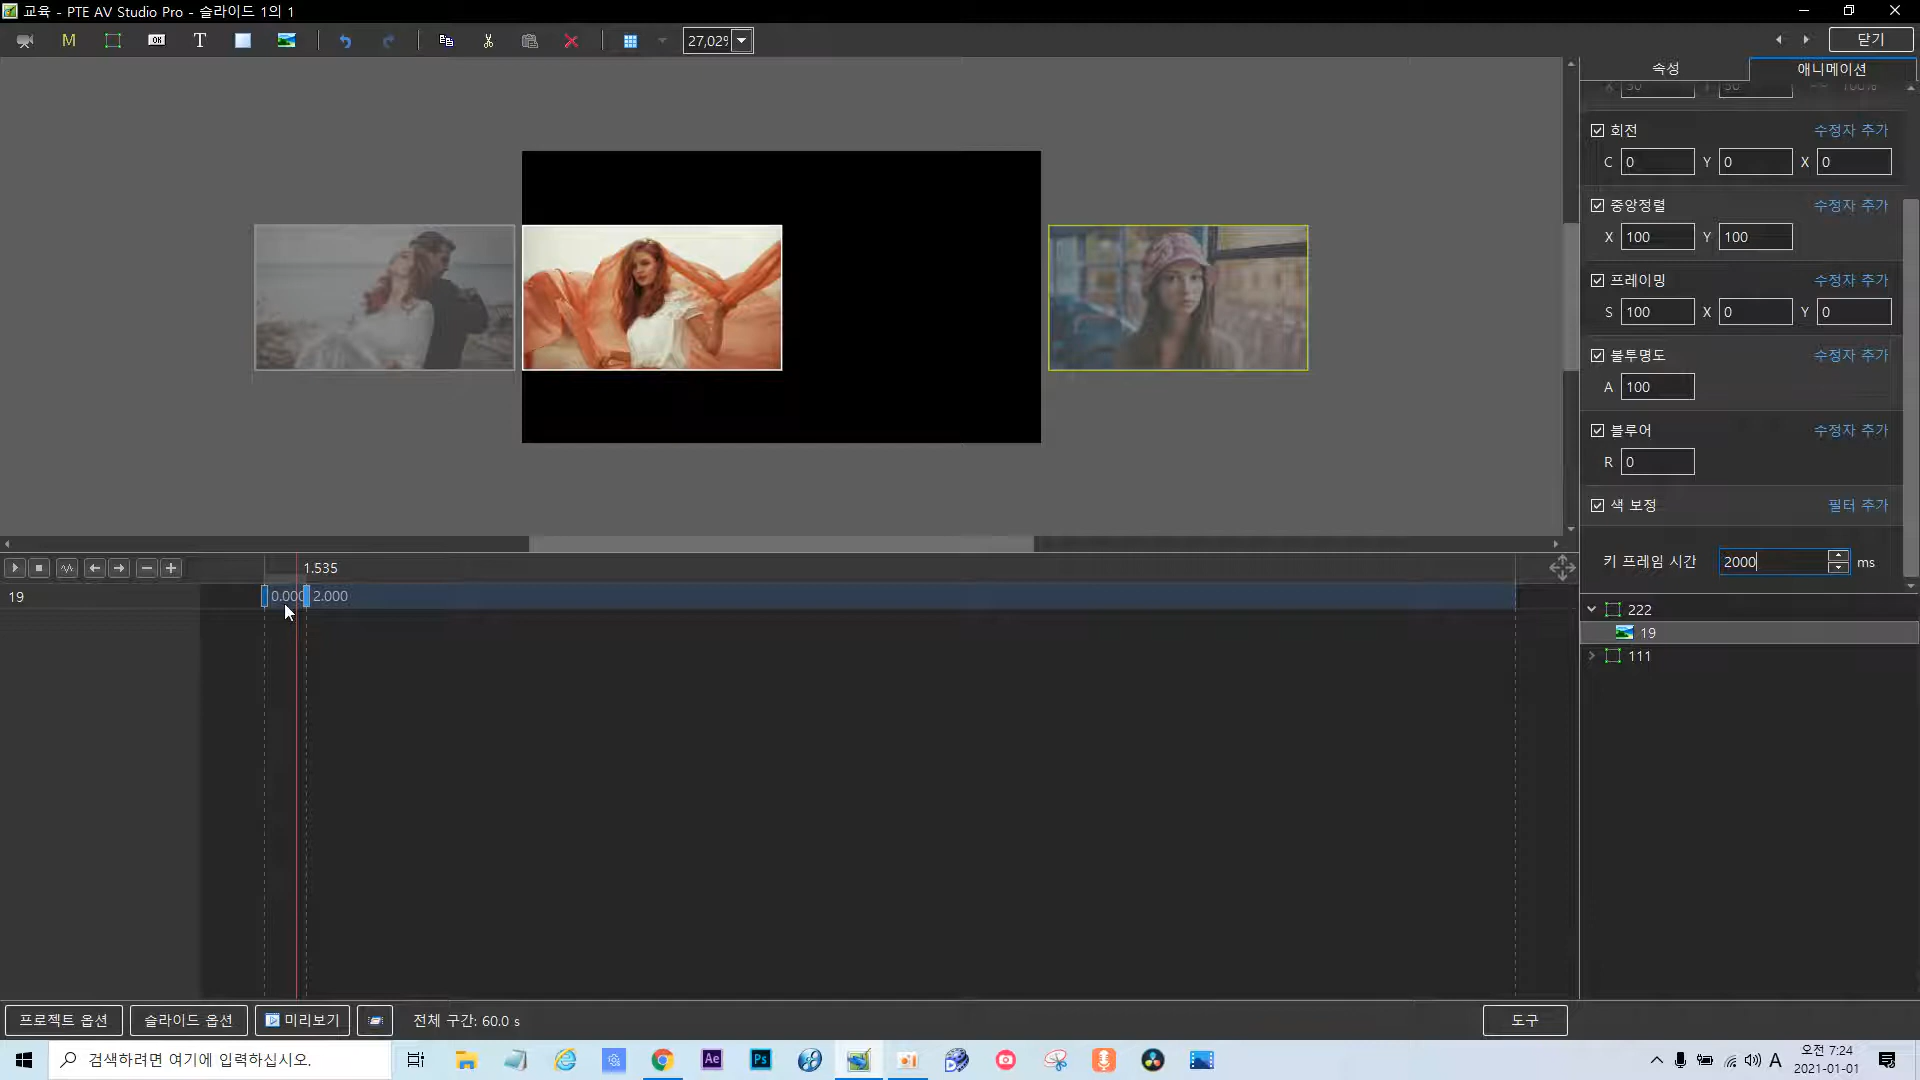 교육 - PTE AV Studio Pro - 슬라이드 1의 1
M
OK
T
27,02%
닫기
속성
애니메이션
회전
수정자 추가
C 0 Y 0 X 0
중앙정렬
수정자 추가
X 100 Y 100
프레이밍
수정자 추가
S 100 X 0 Y 0
불투명도
수정자 추가
A 100
블루어
수정자 추가
R 0
색 보정
필터 추가
키 프레임 시간 2000 ms
1.535
19
0.000
2.000
222
19
111
프로젝트 옵션
슬라이드 옵션
미리보기
전체 구간: 60.0 s
도구
검색하려면 여기에 입력하십시오.
Ae
Ps
A
오전 7:24
2021-01-01